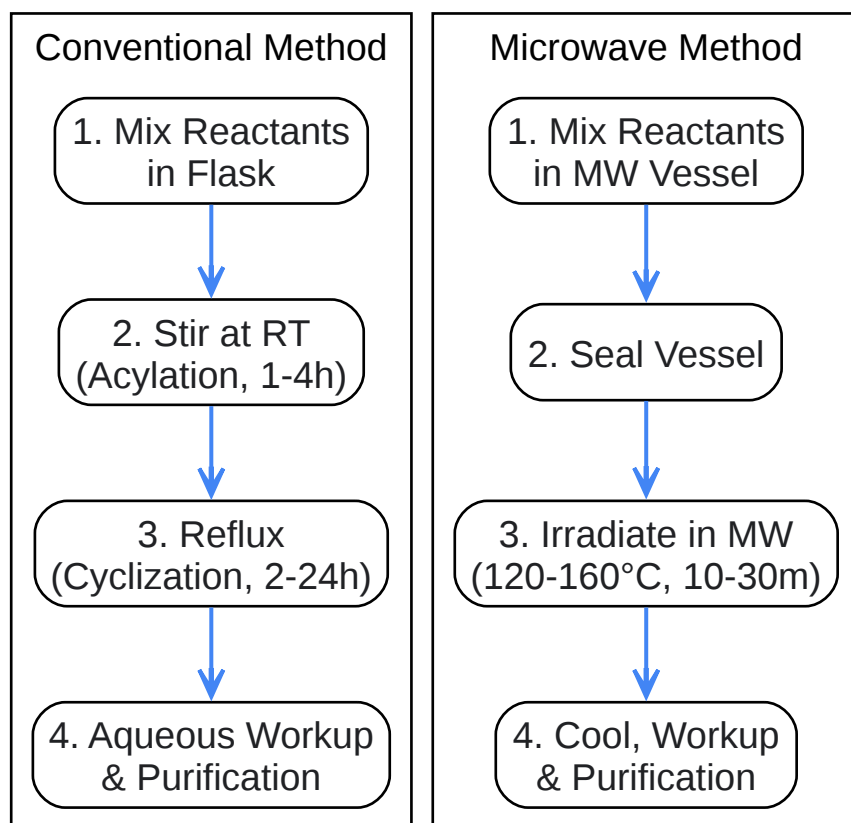 Conventional Method
1. Mix Reactants
in Flask
2. Stir at RT
(Acylation, 1-4h)
3. Reflux
(Cyclization, 2-24h)
4. Aqueous Workup
& Purification
Microwave Method
1. Mix Reactants
in MW Vessel
2. Seal Vessel
3. Irradiate in MW
(120-160°C, 10-30m)
4. Cool, Workup
& Purification